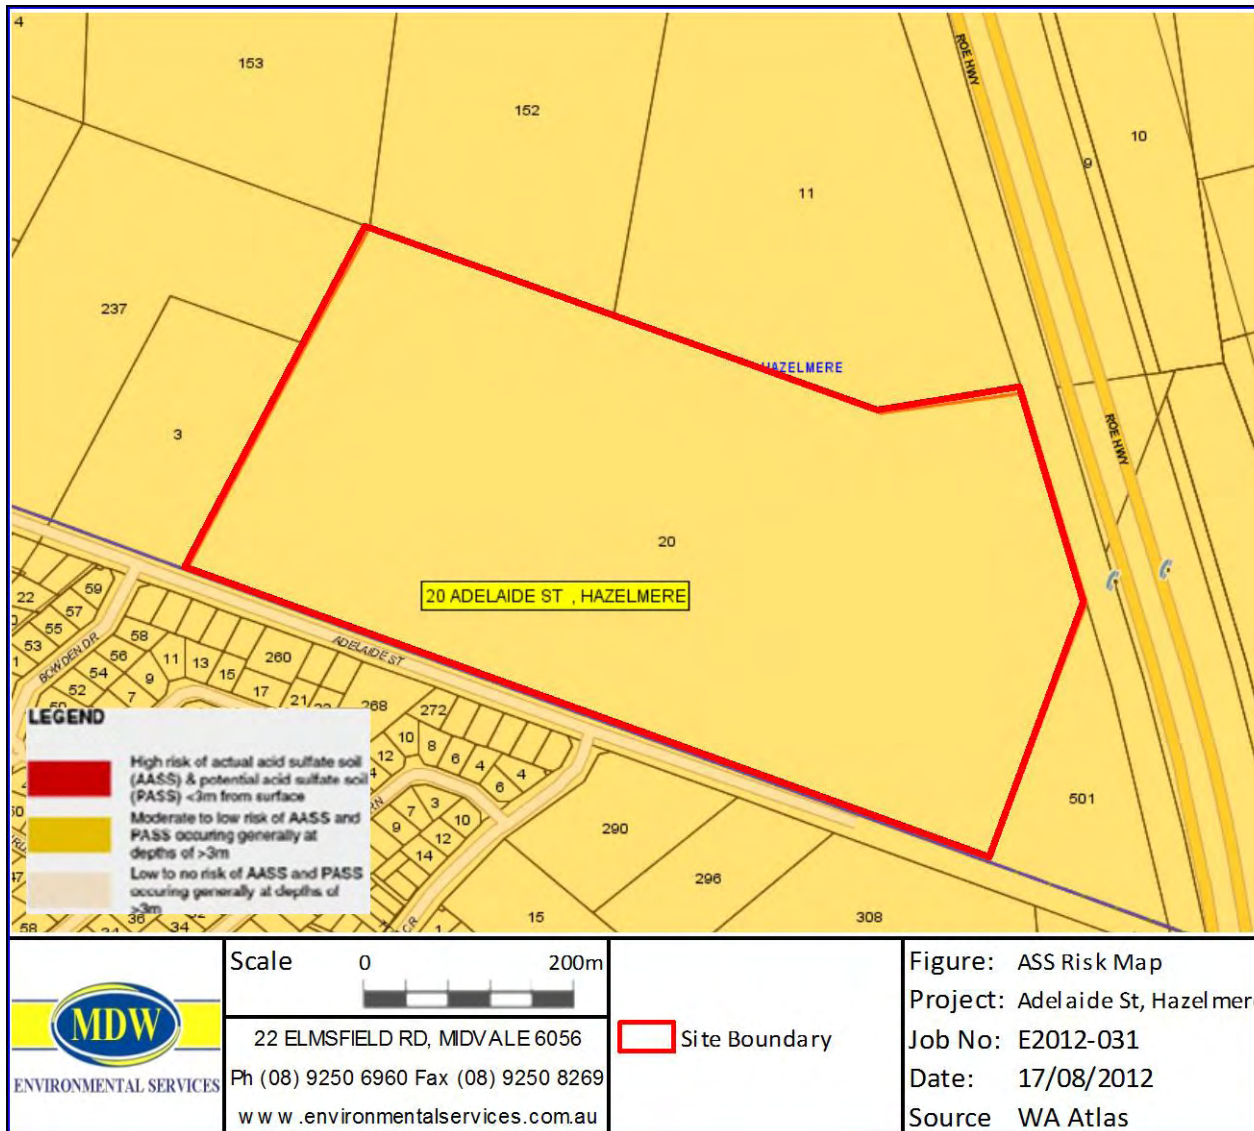 4
153
152
ROE HWY
10
9
11
237
HAZELMERE
3
ROE HWY
20
20 ADELAIDE ST , HAZELMERE
ADELAIDE ST
BOWDEN DR
22
59
57
55
53
1
58
56
54
52
50
11
9
7
13
15
260
17
21
268
272
10
12
8
6
4
6
4
7
9
3
10
12
14
290
296
308
15
501
CR
1
LEGEND
High risk of actual acid sulfate soil
(AASS) & potential acid sulfate soil
(PASS) <3m from surface
Moderate to low risk of AASS and
PASS occuring generally at
depths of >3m
Low to no risk of AASS and PASS
occuring generally at depths of
>3m
47
58
36
34
MDW
ENVIRONMENTAL SERVICES
Scale 0 200m
22 ELMSFIELD RD, MIDVALE 6056
Ph (08) 9250 6960 Fax (08) 9250 8269
www.environmentalservices.com.au
Site Boundary
Figure: ASS Risk Map
Project: Adelaide St, Hazelmere
Job No: E2012-031
Date: 17/08/2012
Source WA Atlas